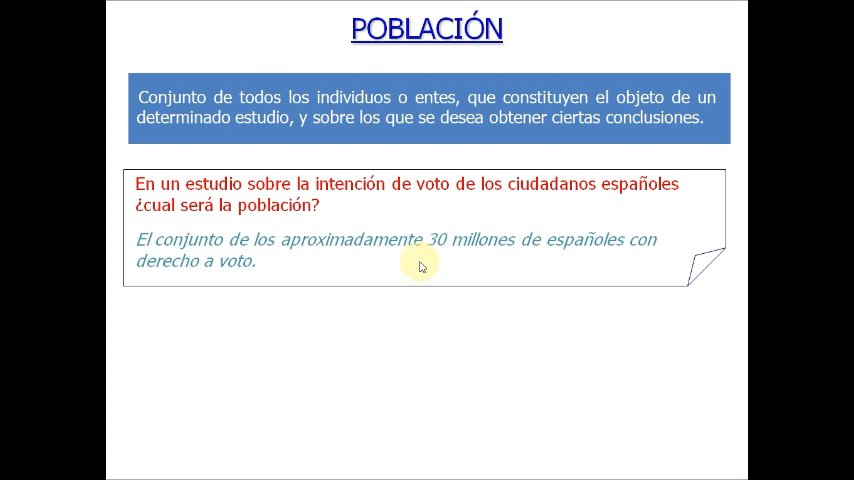 POBLACIÓN
Conjunto de todos los individuos o entes, que constituyen el objeto de un
determinado estudio, y sobre los que se desea obtener ciertas conclusiones.
En un estudio sobre la intención de voto de los ciudadanos españoles
¿cual será la población?
El conjunto de los aproximadamente 30 millones de españoles con
derecho a voto.